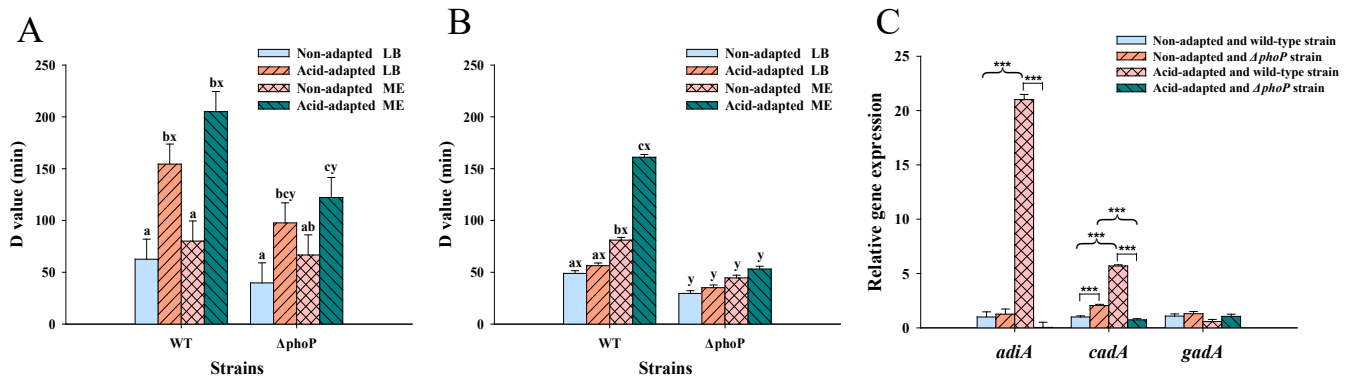 A
Non-adapted LB
Acid-adapted LB
Non-adapted ME
Acid-adapted ME
D value (min)
250
200
150
100
50
0
a
bx
a
bx
a
bcy
ab
cy
WT
ΔphoP
Strains
B
Non-adapted LB
Acid-adapted LB
Non-adapted ME
Acid-adapted ME
D value (min)
250
200
150
100
50
0
ax
ax
bx
cx
y
y
y
y
WT
ΔphoP
Strains
C
Non-adapted and wild-type strain
Non-adapted and ΔphoP strain
Acid-adapted and wild-type strain
Acid-adapted and ΔphoP strain
Relative gene expression
25
20
15
10
5
0
***
***
***
***
***
***
adiA
cadA
gadA